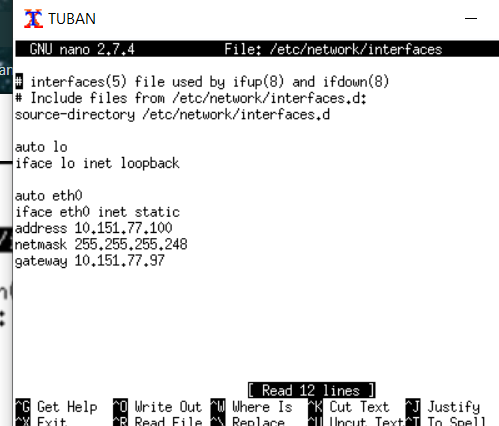 TUBAN
GNU nano 2.7.4 File: /etc/network/interfaces
# interfaces(5) file used by ifup(8) and ifdown(8)
# Include files from /etc/network/interfaces.d:
source-directory /etc/network/interfaces.d
auto lo
iface lo inet loopback
auto eth0
iface eth0 inet static
address 10.151.77.100
netmask 255.255.255.248
gateway 10.151.77.97
[ Read 12 lines ]
^G Get Help ^O Write Out ^W Where Is ^K Cut Text ^J Justify
^X Exit ^R Read File ^\ Replace ^U Uncut Text ^T To Spell